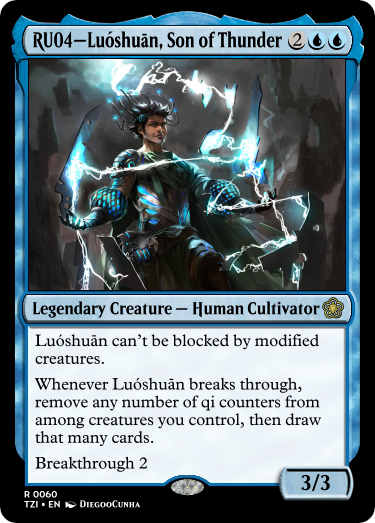 RU04—Luóshuān, Son of Thunder 2
Legendary Creature — Human Cultivator
Luóshuān can't be blocked by modified
creatures.
Whenever Luóshuān breaks through,
remove any number of qi counters from
among creatures you control, then draw
that many cards.
Breakthrough 2
3/3
R 0060
TZI • EN DiegooCunha